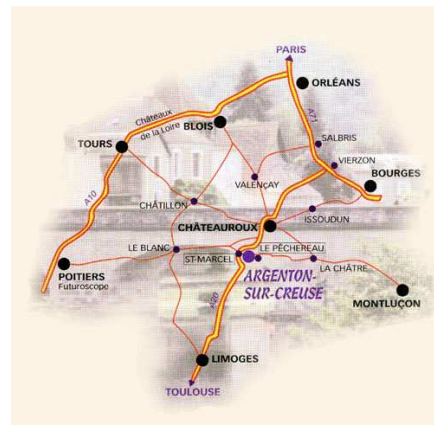 PARIS
ORLÉANS
Châteaux
de la Loire
BLOIS
A71
TOURS
SALBRIS
VIERZON
BOURGES
VALENÇAY
A10
CHÂTILLON
ISSOUDUN
CHÂTEAUROUX
LE BLANC
ST-MARCEL
LE PÊCHEREAU
LA CHÂTRE
POITIERS
Futuroscope
ARGENTON-
SUR-CREUSE
MONTLUÇON
A20
LIMOGES
TOULOUSE